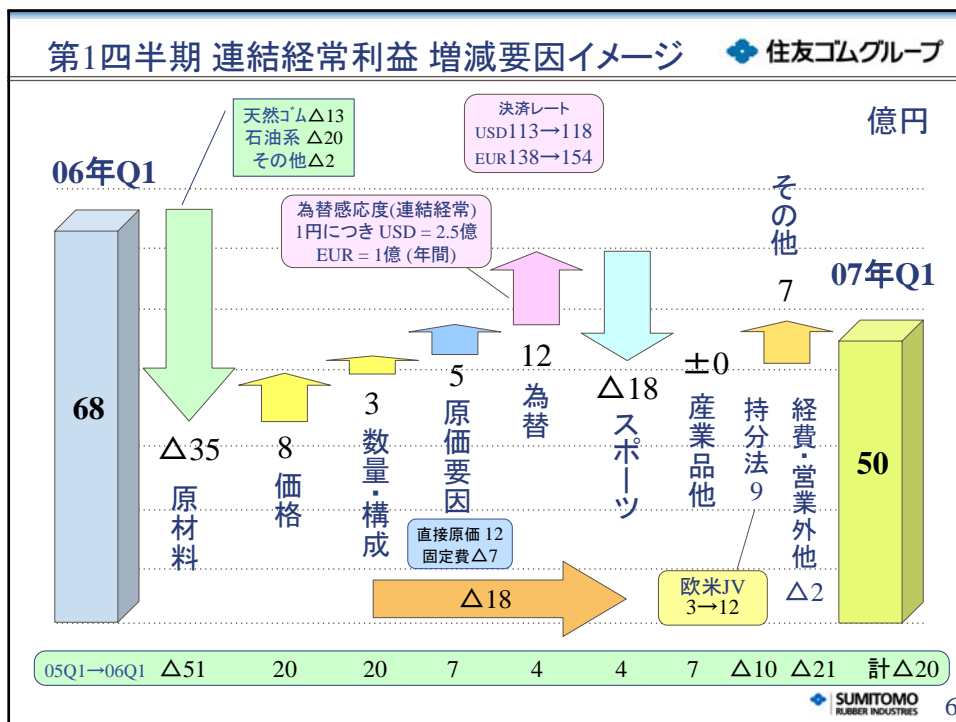 第1四半期 連結経常利益 増減要因イメージ
住友ゴムグループ
億円
天然ゴム△13
石油系 △20
その他△2
決済レート
USD113→118
EUR138→154
06年Q1
為替感応度(連結経常)
1円につき USD = 2.5億
EUR = 1億 (年間)
その他
7
07年Q1
68
△35
原材料
8
価格
3
数量・構成
5
原価要因
12
為替
△18
スポーツ
±0
産業品他
持分法
9
経費・営業外他
△2
50
直接原価 12
固定費△7
△18
欧米JV
3→12
05Q1→06Q1 △51 20 20 7 4 4 7 △10 △21 計△20
SUMITOMO
RUBBER INDUSTRIES
6